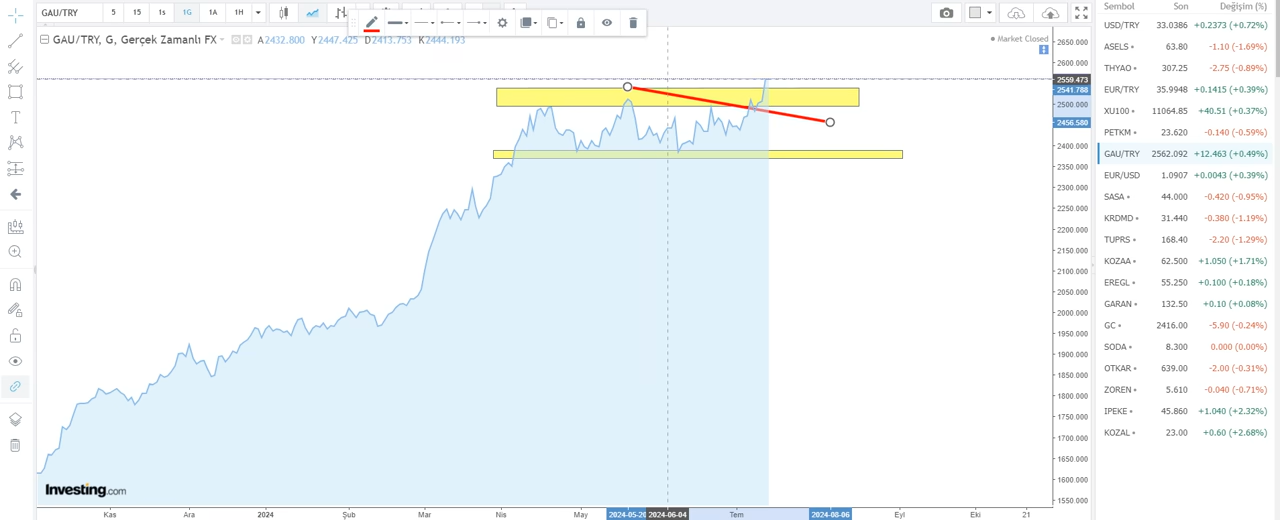 GAU/TRY 5 15 1s 1G 1A 1H
GAU/TRY, G, Gerçek Zamanlı FX A2432.800 Y2447.425 D2413.753 K2444.193
Market Closed
2650.000
2600.000
2559.473
2541.788
2500.000
2456.580
2400.000
2350.000
2300.000
2250.000
2200.000
2150.000
2100.000
2050.000
2000.000
1950.000
1900.000
1850.000
1800.000
1750.000
1700.000
1650.000
1600.000
1550.000
Investing.com
Kas Ara 2024 Şub Mar Nis May 2024-05-20 2024-06-04 Tem 2024-08-06 Eyl Eki 21
Sembol Son Değişim (%)
USD/TRY 33.0386 +0.2373 (+0.72%)
ASELS 63.80 -1.10 (-1.69%)
THYAO 307.25 -2.75 (-0.89%)
EUR/TRY 35.9948 +0.1415 (+0.39%)
XU100 11064.85 +40.51 (+0.37%)
PETKM 23.620 -0.140 (-0.59%)
GAU/TRY 2562.092 +12.463 (+0.49%)
EUR/USD 1.0907 +0.0043 (+0.39%)
SASA 44.000 -0.420 (-0.95%)
KRDMD 31.440 -0.380 (-1.19%)
TUPRS 168.40 -2.20 (-1.29%)
KOZAA 62.500 +1.050 (+1.71%)
EREGL 55.250 +0.100 (+0.18%)
GARAN 132.50 +0.10 (+0.08%)
GC 2416.00 -5.90 (-0.24%)
SODA 8.300 0.000 (0.00%)
OTKAR 639.00 -2.00 (-0.31%)
ZOREN 5.610 -0.040 (-0.71%)
IPEKE 45.860 +1.040 (+2.32%)
KOZAL 23.00 +0.60 (+2.68%)